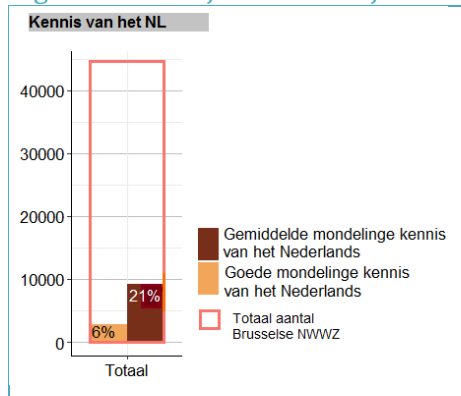 Kennis van het NL
40000
30000
20000
10000
0
21%
6%
Totaal
Gemiddelde mondelinge kennis
van het Nederlands
Goede mondelinge kennis
van het Nederlands
Totaal aantal
Brusselse NWWZ